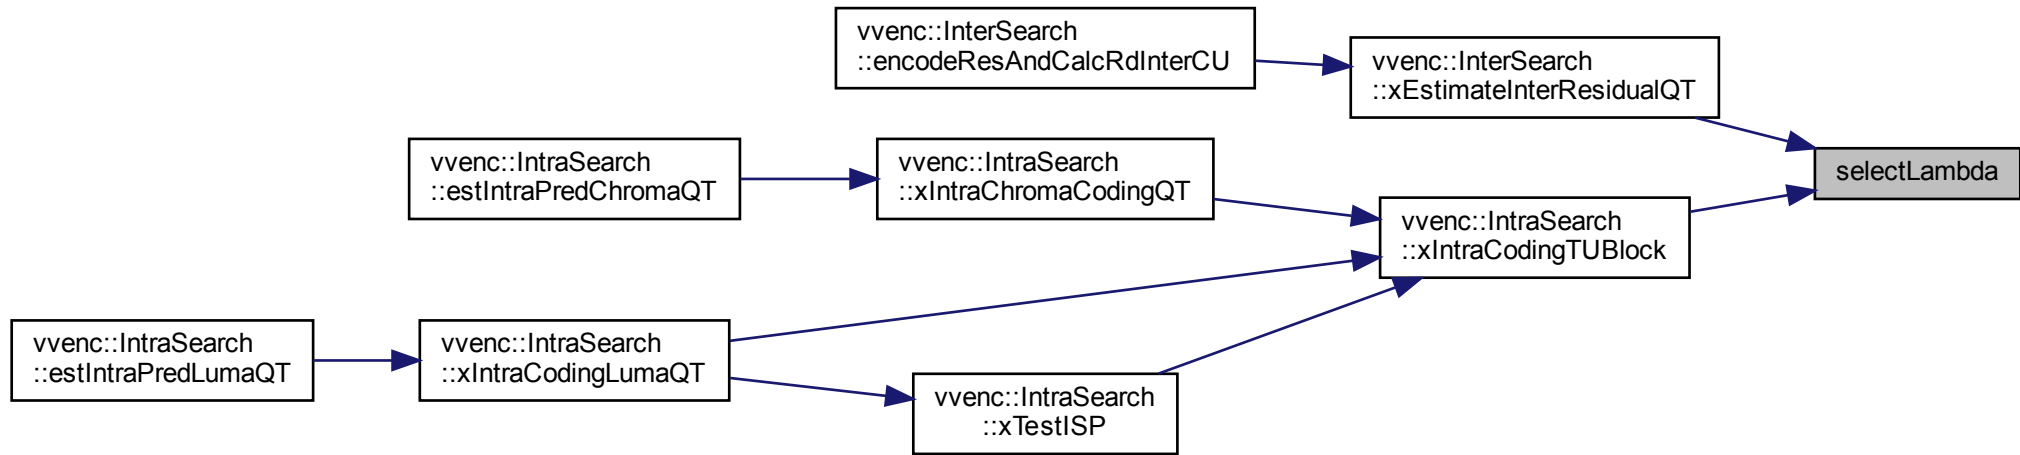 vvenc::InterSearch
::encodeResAndCalcRdInterCU
vvenc::InterSearch
::xEstimateInterResidualQT
selectLambda
vvenc::IntraSearch
::estIntraPredChromaQT
vvenc::IntraSearch
::xIntraChromaCodingQT
vvenc::IntraSearch
::xIntraCodingTUBlock
vvenc::IntraSearch
::estIntraPredLumaQT
vvenc::IntraSearch
::xIntraCodingLumaQT
vvenc::IntraSearch
::xTestISP